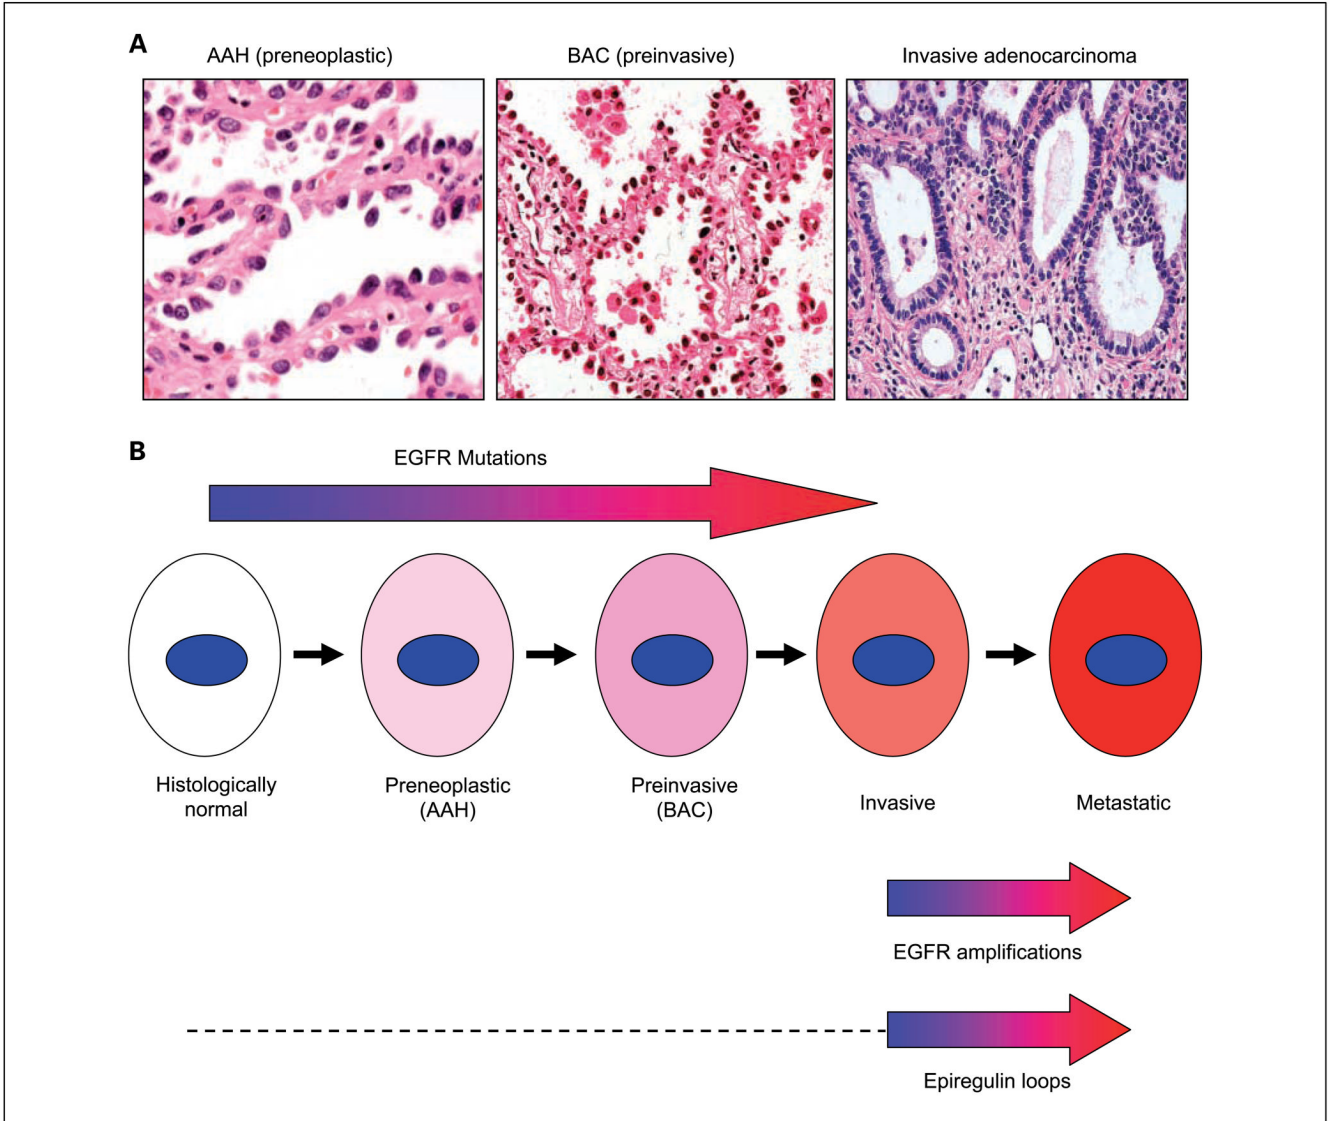 A
AAH (preneoplastic)
BAC (preinvasive)
Invasive adenocarcinoma
B
EGFR Mutations
Histologically
normal
Preneoplastic
(AAH)
Preinvasive
(BAC)
Invasive
Metastatic
EGFR amplifications
Epiregulin loops